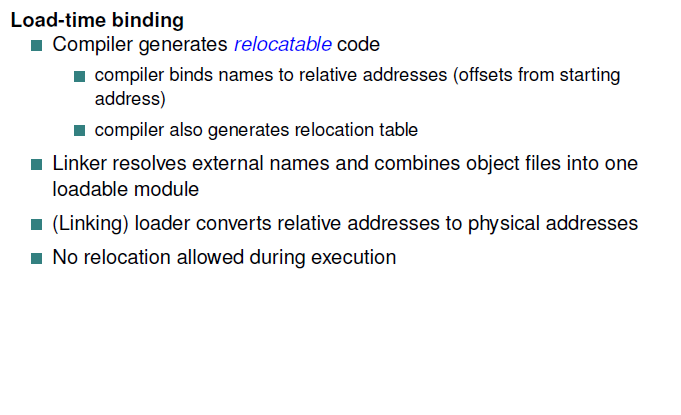 Load-time binding
Compiler generates relocatable code
compiler binds names to relative addresses (offsets from starting
address)
compiler also generates relocation table
Linker resolves external names and combines object files into one
loadable module
(Linking) loader converts relative addresses to physical addresses
No relocation allowed during execution